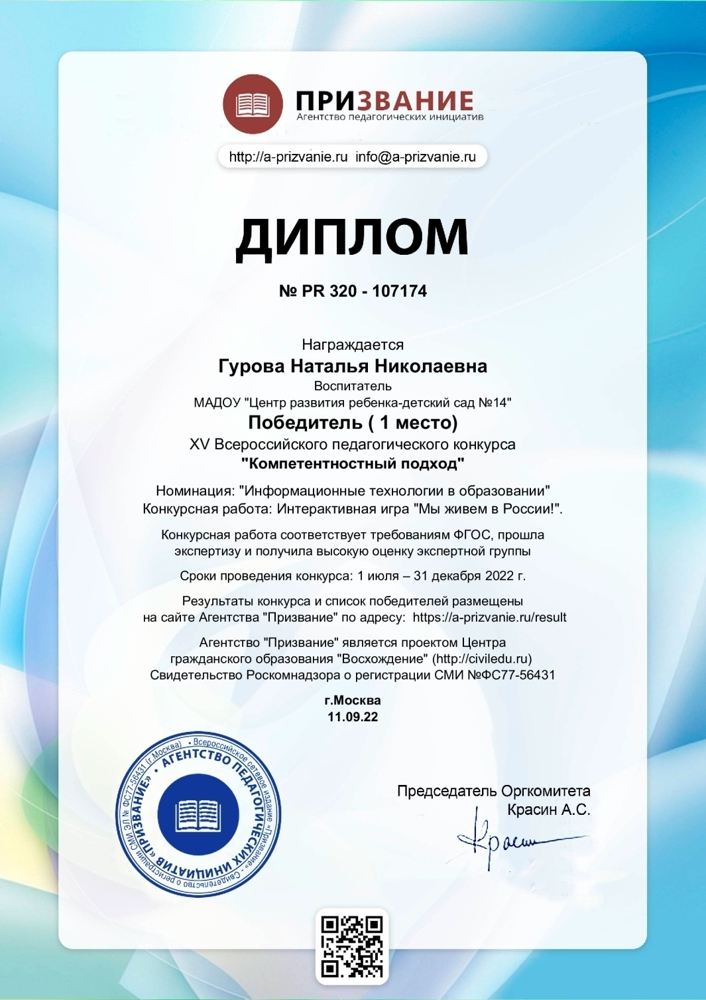 ПРИЗВАНИЕ
Агентство педагогических инициатив
http://a-prizvanie.ru info@a-prizvanie.ru
ДИПЛОМ
№ PR 320 - 107174
Награждается
Гурова Наталья Николаевна
Воспитатель
МАДОУ "Центр развития ребенка-детский сад №14"
Победитель ( 1 место)
XV Всероссийского педагогического конкурса
"Компетентностный подход"
Номинация: "Информационные технологии в образовании"
Конкурсная работа: Интерактивная игра "Мы живем в России!".
Конкурсная работа соответствует требованиям ФГОС, прошла
экспертизу и получила высокую оценку экспертной группы
Сроки проведения конкурса: 1 июля – 31 декабря 2022 г.
Результаты конкурса и список победителей размещены
на сайте Агентства "Призвание" по адресу: https://a-prizvanie.ru/result
Агентство "Призвание" является проектом Центра
гражданского образования "Восхождение" (http://civiledu.ru)
Свидетельство Роскомнадзора о регистрации СМИ №ФС77-56431
г.Москва
11.09.22
• Всероссийское сетевое издание «Призвание» - Свидетельство о регистрации СМИ ЭЛ № ФС77-56431 (г.Москва)
• АГЕНТСТВО ПЕДАГОГИЧЕСКИХ ИНИЦИАТИВ «ПРИЗВАНИЕ»
Председатель Оргкомитета
Красин А.С.
Красин